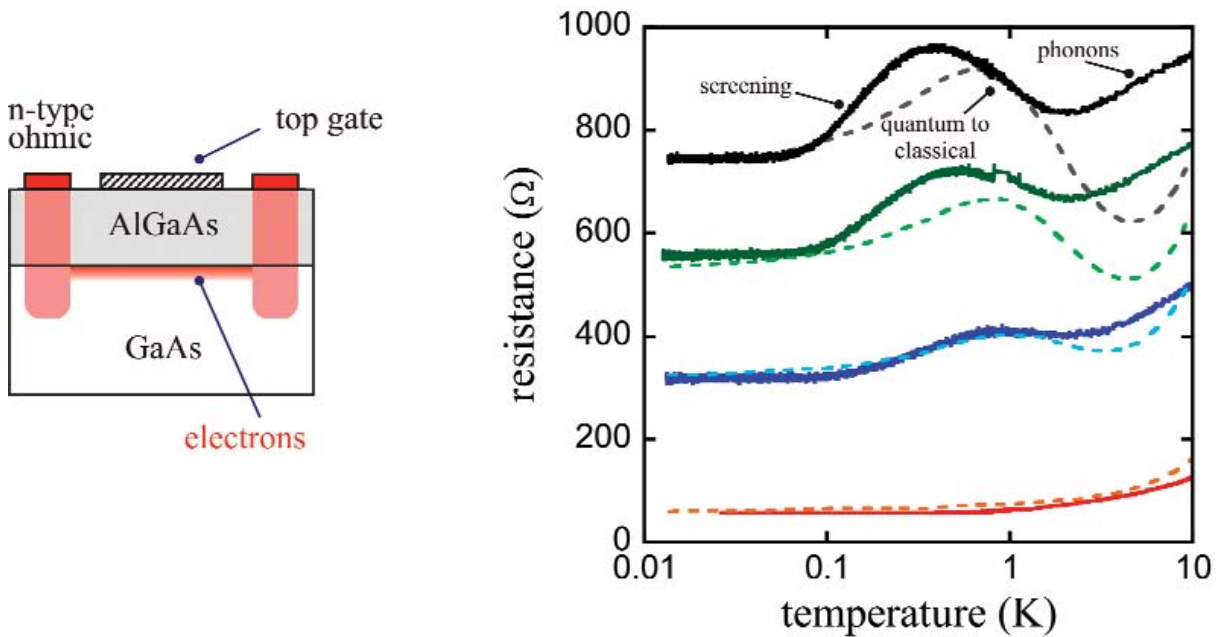 n-type
ohmic
top gate
AlGaAs
GaAs
electrons
1000
800
600
400
200
0
resistance (Ω)
screening
phonons
quantum to
classical
0.01
0.1
1
10
temperature (K)